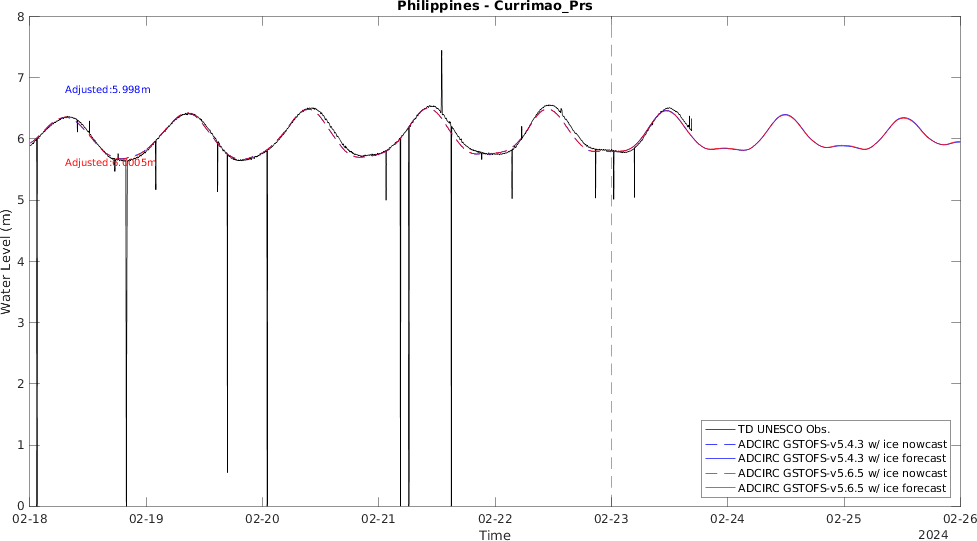 Philippines - Currimao_Prs
8
7
6
5
4
3
2
1
0
Water Level (m)
Adjusted:5.998m
Adjusted:6.0005m
TD UNESCO Obs.
ADCIRC GSTOFS-v5.4.3 w/ ice nowcast
ADCIRC GSTOFS-v5.4.3 w/ ice forecast
ADCIRC GSTOFS-v5.6.5 w/ ice nowcast
ADCIRC GSTOFS-v5.6.5 w/ ice forecast
02-18 02-19 02-20 02-21 02-22 02-23 02-24 02-25 02-26
Time
2024